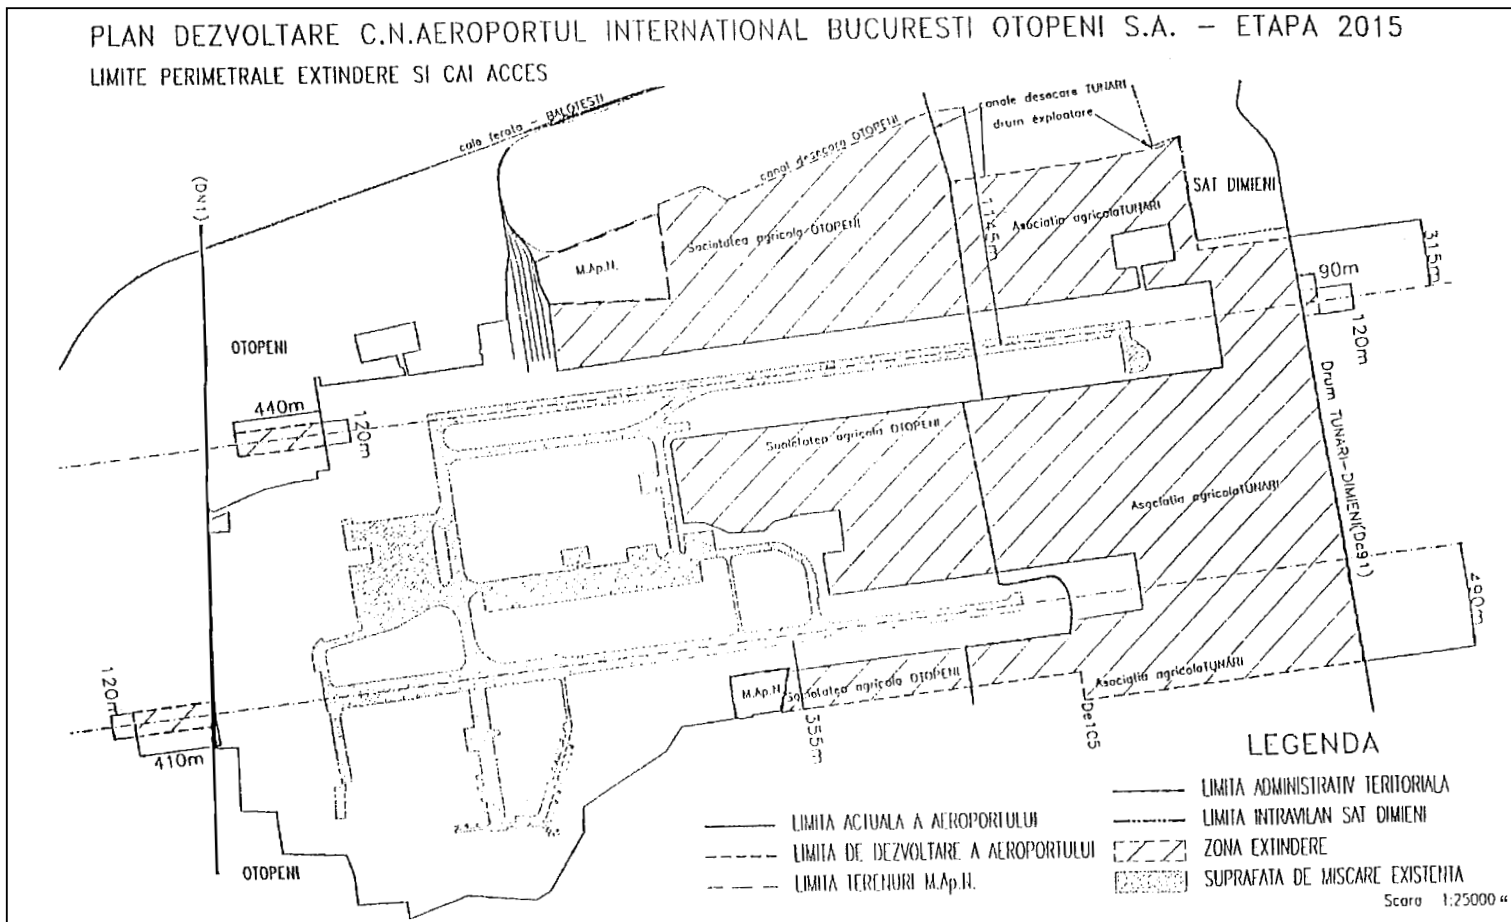 PLAN DEZVOLTARE C.N.AEROPORTUL INTERNATIONAL BUCURESTI OTOPENI S.A. - ETAPA 2015
LIMITE PERIMETRALE EXTINDERE SI CAI ACCES
cala ferata - BALOTESTI
canal desecare OTOPENI
canale desecare TUNARI
drum exploatare
(DN1)
SAT DIMIENI
Societatea agricola OTOPENI
Asociatia agricola TUNARI
1145m
M.Ap.N.
315m
90m
120m
OTOPENI
440m
120m
Societatea agricola OTOPENI
Drum TUNARI-DIMIENI(De91)
Asociatia agricola TUNARI
490m
120m
410m
M.Ap.N.
Societatea agricola OTOPENI
Asociatia agricola TUNARI
355m
De105
OTOPENI
LEGENDA
LIMITA ADMINISTRATIV TERITORIALA
LIMITA ACTUALA A AEROPORTULUI
LIMITA INTRAVILAN SAT DIMIENI
LIMITA DE DEZVOLTARE A AEROPORTULUI
ZONA EXTINDERE
LIMITA TERENURI M.Ap.N.
SUPRAFATA DE MISCARE EXISTENTA
Scara 1:25000